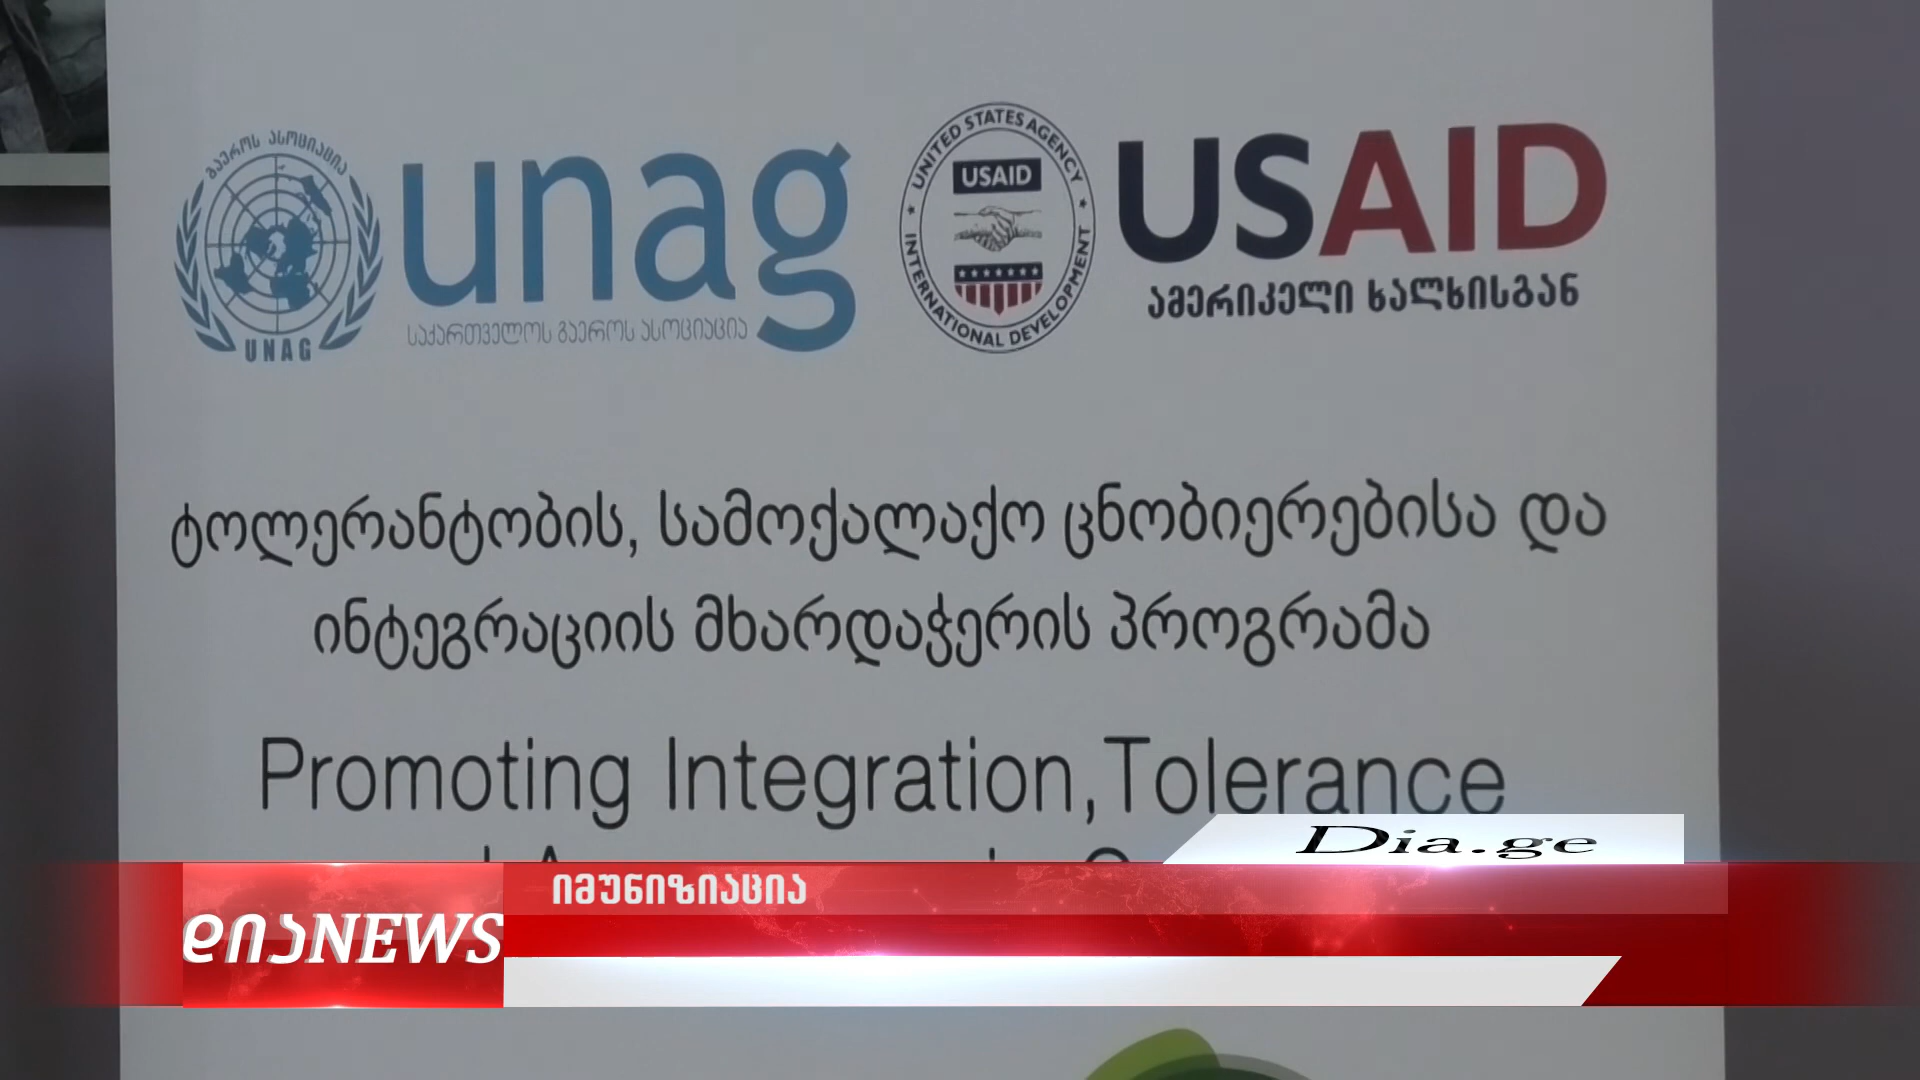 გაეროს ასოციაცია
UNAG
unag
საქართველოს გაეროს ასოციაცია
UNITED STATES AGENCY
USAID
INTERNATIONAL DEVELOPMENT
USAID
ამერიკელი ხალხისგან
ტოლერანტობის, სამოქალაქო ცნობიერებისა და
ინტეგრაციის მხარდაჭერის პროგრამა
Promoting Integration,Tolerance
Dia.ge
იმუნიზიაცია
დიაNEWS